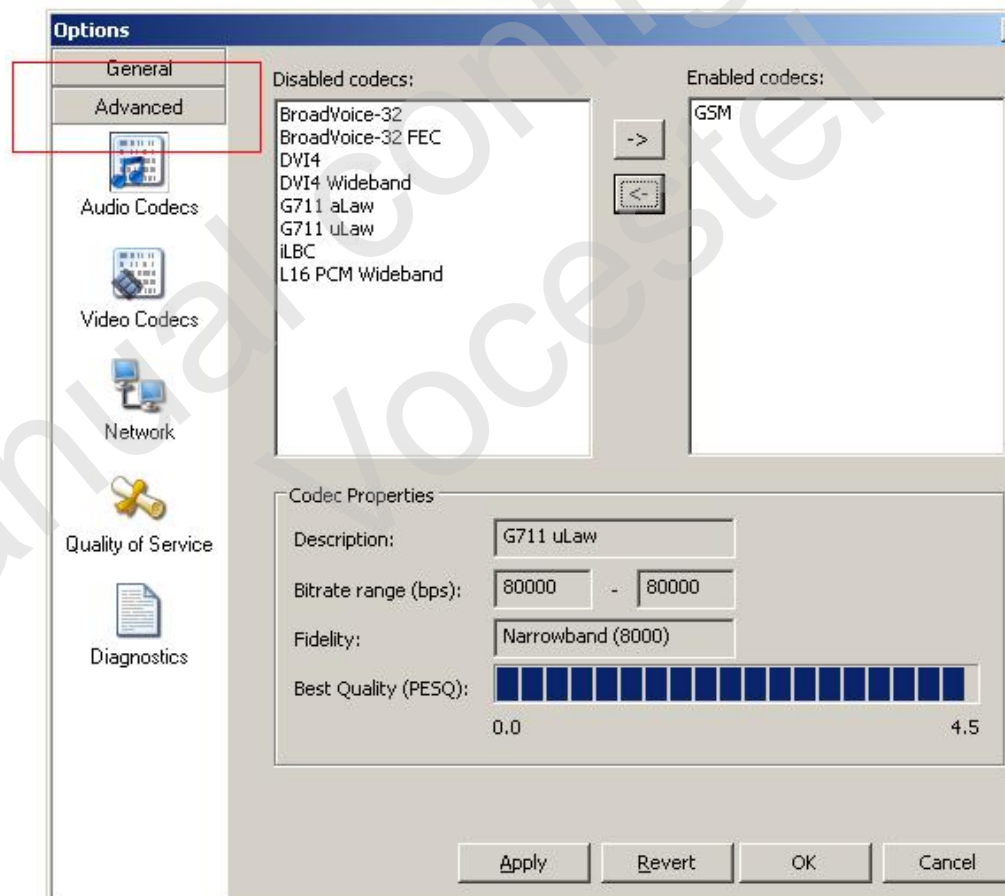 Options
General
Advanced
Audio Codecs
Video Codecs
Network
Quality of Service
Diagnostics
Disabled codecs:
BroadVoice-32
BroadVoice-32 FEC
DVI4
DVI4 Wideband
G711 aLaw
G711 uLaw
iLBC
L16 PCM Wideband
->
<-
Enabled codecs:
GSM
Codec Properties
Description: G711 uLaw
Bitrate range (bps): 80000 - 80000
Fidelity: Narrowband (8000)
Best Quality (PESQ):
0.0 4.5
Apply Revert OK Cancel
Vocestel